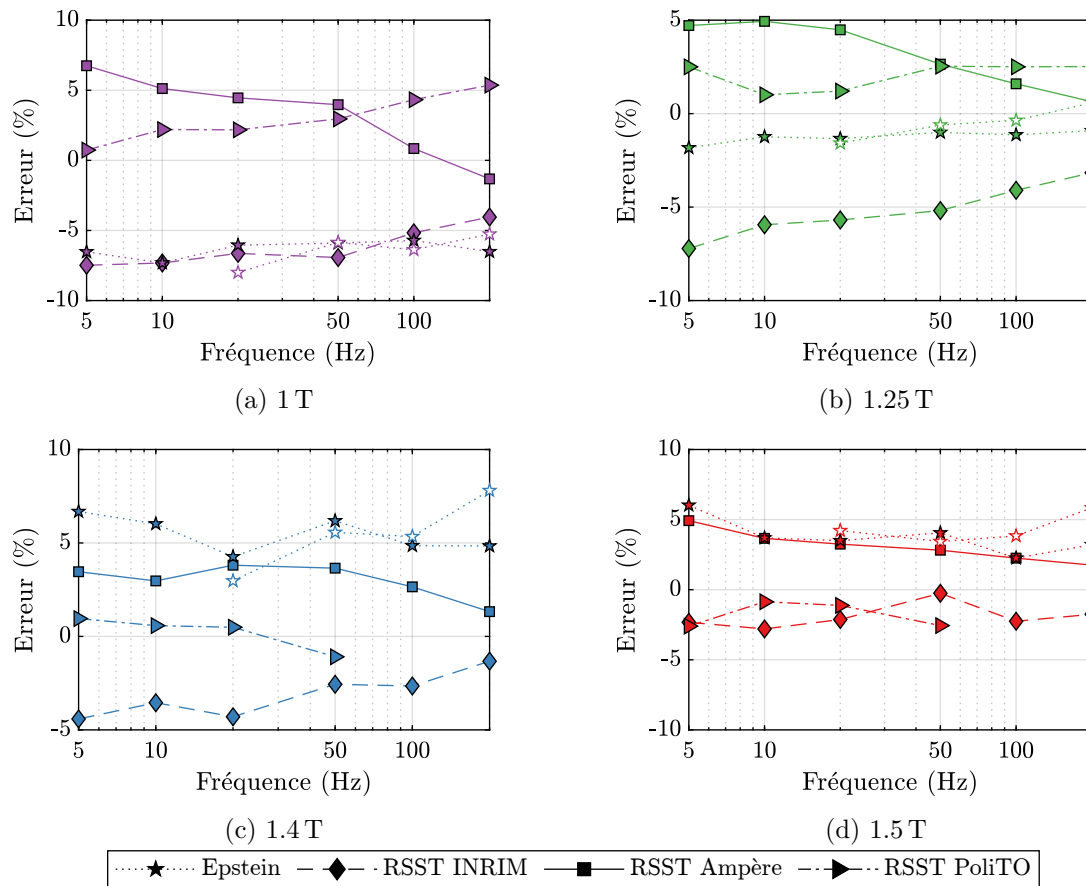 10
5
0
-5
-10
Erreur (%)
5 10 50 100
Fréquence (Hz)
(a) 1 T
5
0
-5
-10
Erreur (%)
5 10 50 100
Fréquence (Hz)
(b) 1.25 T
10
5
0
-5
Erreur (%)
5 10 50 100
Fréquence (Hz)
(c) 1.4 T
10
5
0
-5
-10
Erreur (%)
5 10 50 100
Fréquence (Hz)
(d) 1.5 T
Epstein RSST INRIM RSST Ampère RSST PoliTO